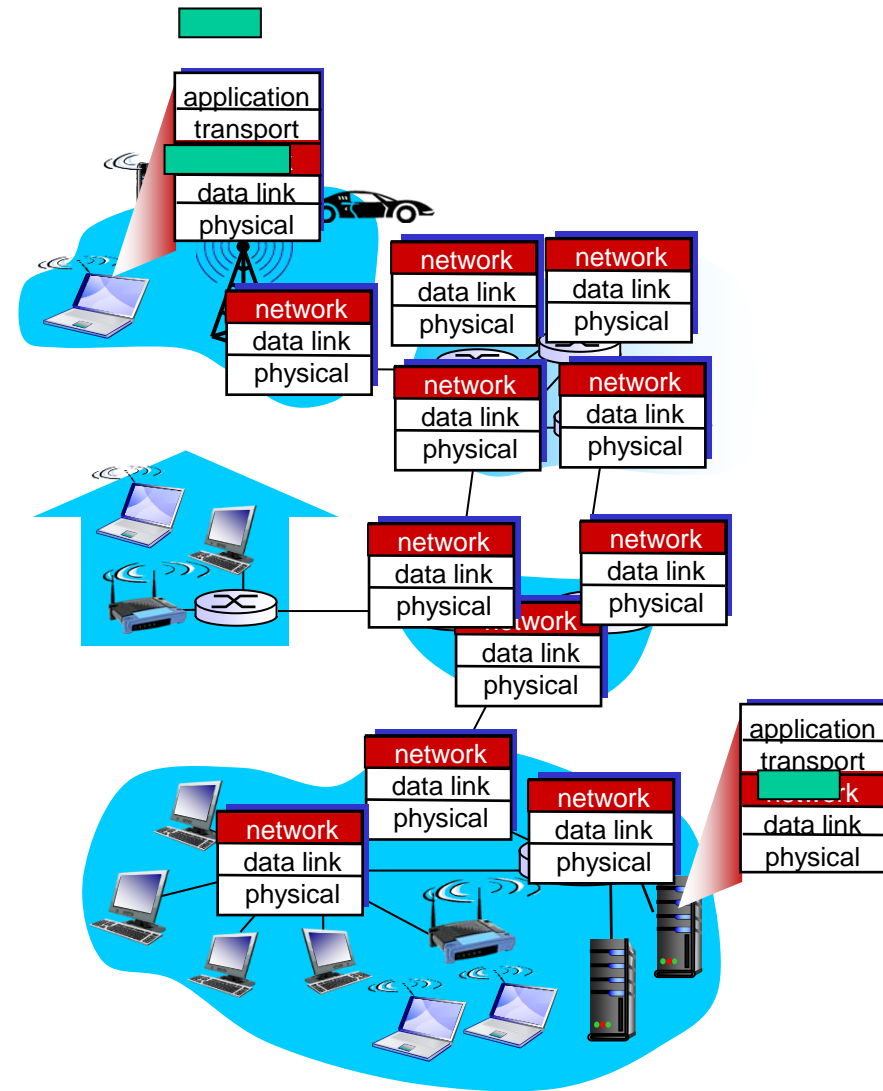 application
transport
data link
physical
network
data link
physical
network
data link
physical
network
data link
physical
network
data link
physical
network
data link
physical
network
data link
physical
network
data link
physical
network
data link
physical
application
transport
data link
physical
network
data link
physical
network
data link
physical
network
data link
physical